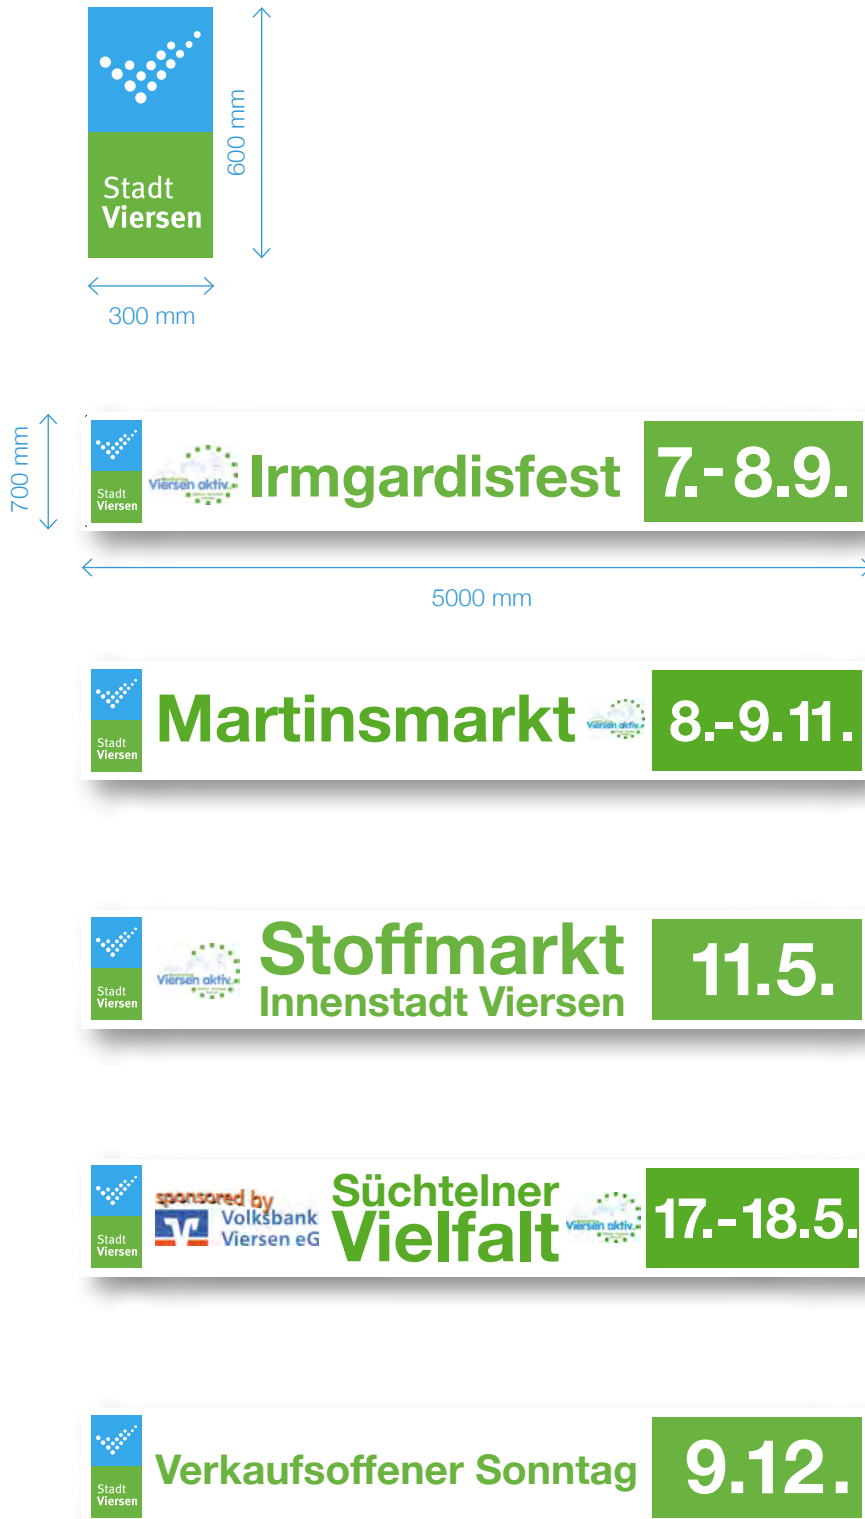 Stadt
Viersen
600 mm
300 mm
700 mm
Stadt
Viersen
Viersen aktiv
Irmgardisfest
7.-8.9.
5000 mm
Stadt
Viersen
Martinsmarkt
Viersen aktiv
8.-9.11.
Stadt
Viersen
Viersen aktiv
Stoffmarkt
Innenstadt Viersen
11.5.
Stadt
Viersen
sponsored by
Volksbank
Viersen eG
Süchtelner
Vielfalt
Viersen aktiv
17.-18.5.
Stadt
Viersen
Verkaufsoffener Sonntag
9.12.